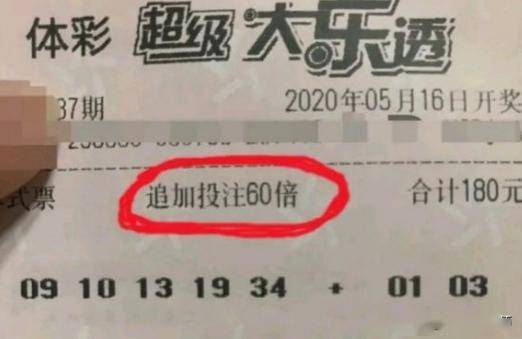 体彩 超级大乐透
37期 2020年05月16日开奖
式票 追加投注60倍 合计180元
09 10 13 19 34 + 01 03